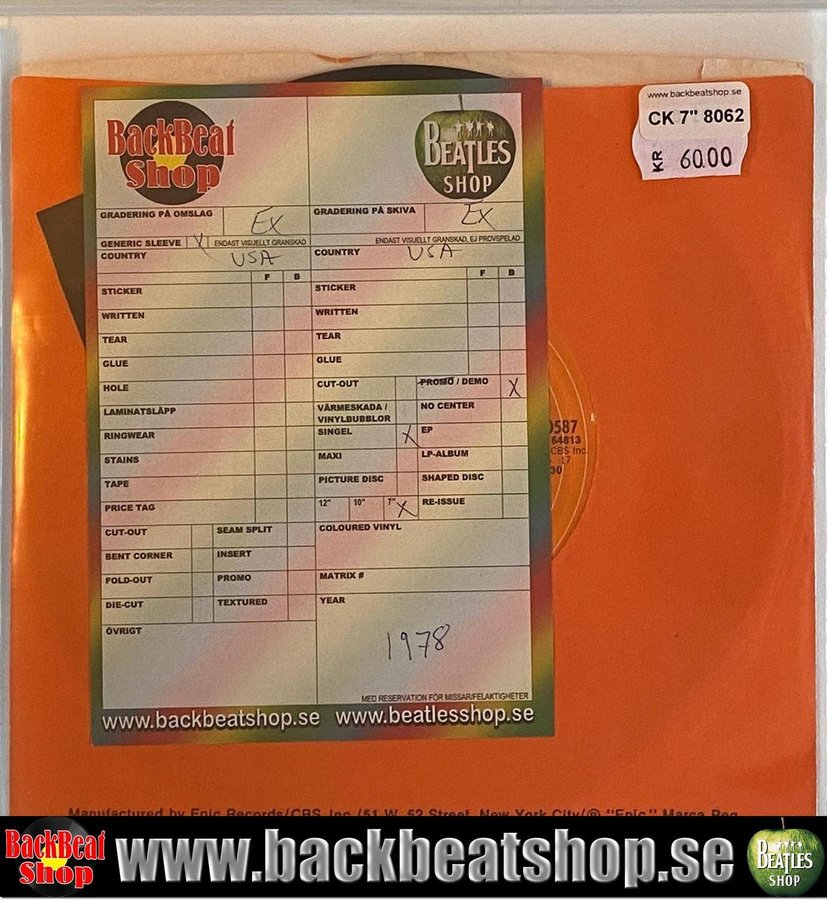 www.backbeatshop.se
CK 7" 8062
KR 60.00
BackBeat
Shop
BEATLES
SHOP
GRADERING PÅ OMSLAG Ex
GRADERING PÅ SKIVA Ex
GENERIC SLEEVE X ENDAST VISUELLT GRANSKAD
ENDAST VISUELLT GRANSKAD, EJ PROVSPELAD
COUNTRY USA
COUNTRY USA
F B
F B
STICKER
STICKER
WRITTEN
WRITTEN
TEAR
TEAR
GLUE
GLUE
HOLE
CUT-OUT
PROMO / DEMO X
LAMINATSLÄPP
VÄRMESKADA /
VINYLBUBBLOR
NO CENTER
RINGWEAR
SINGEL X
EP
STAINS
MAXI
LP-ALBUM
TAPE
PICTURE DISC
SHAPED DISC
PRICE TAG
12" 10" 7" X
RE-ISSUE
CUT-OUT
SEAM SPLIT
COLOURED VINYL
BENT CORNER
INSERT
FOLD-OUT
PROMO
MATRIX #
DIE-CUT
TEXTURED
YEAR
ÖVRIGT
1978
MED RESERVATION FÖR MISSAR/FELAKTIGHETER
www.backbeatshop.se www.beatlesshop.se
0587
64813
CBS Inc.
17
30
Manufactured by Epic Records/CBS, Inc./51 W. 52 Street, New York City/® "Epic," Marca Reg.
BackBeat
Shop
www.backbeatshop.se
BEATLES
SHOP